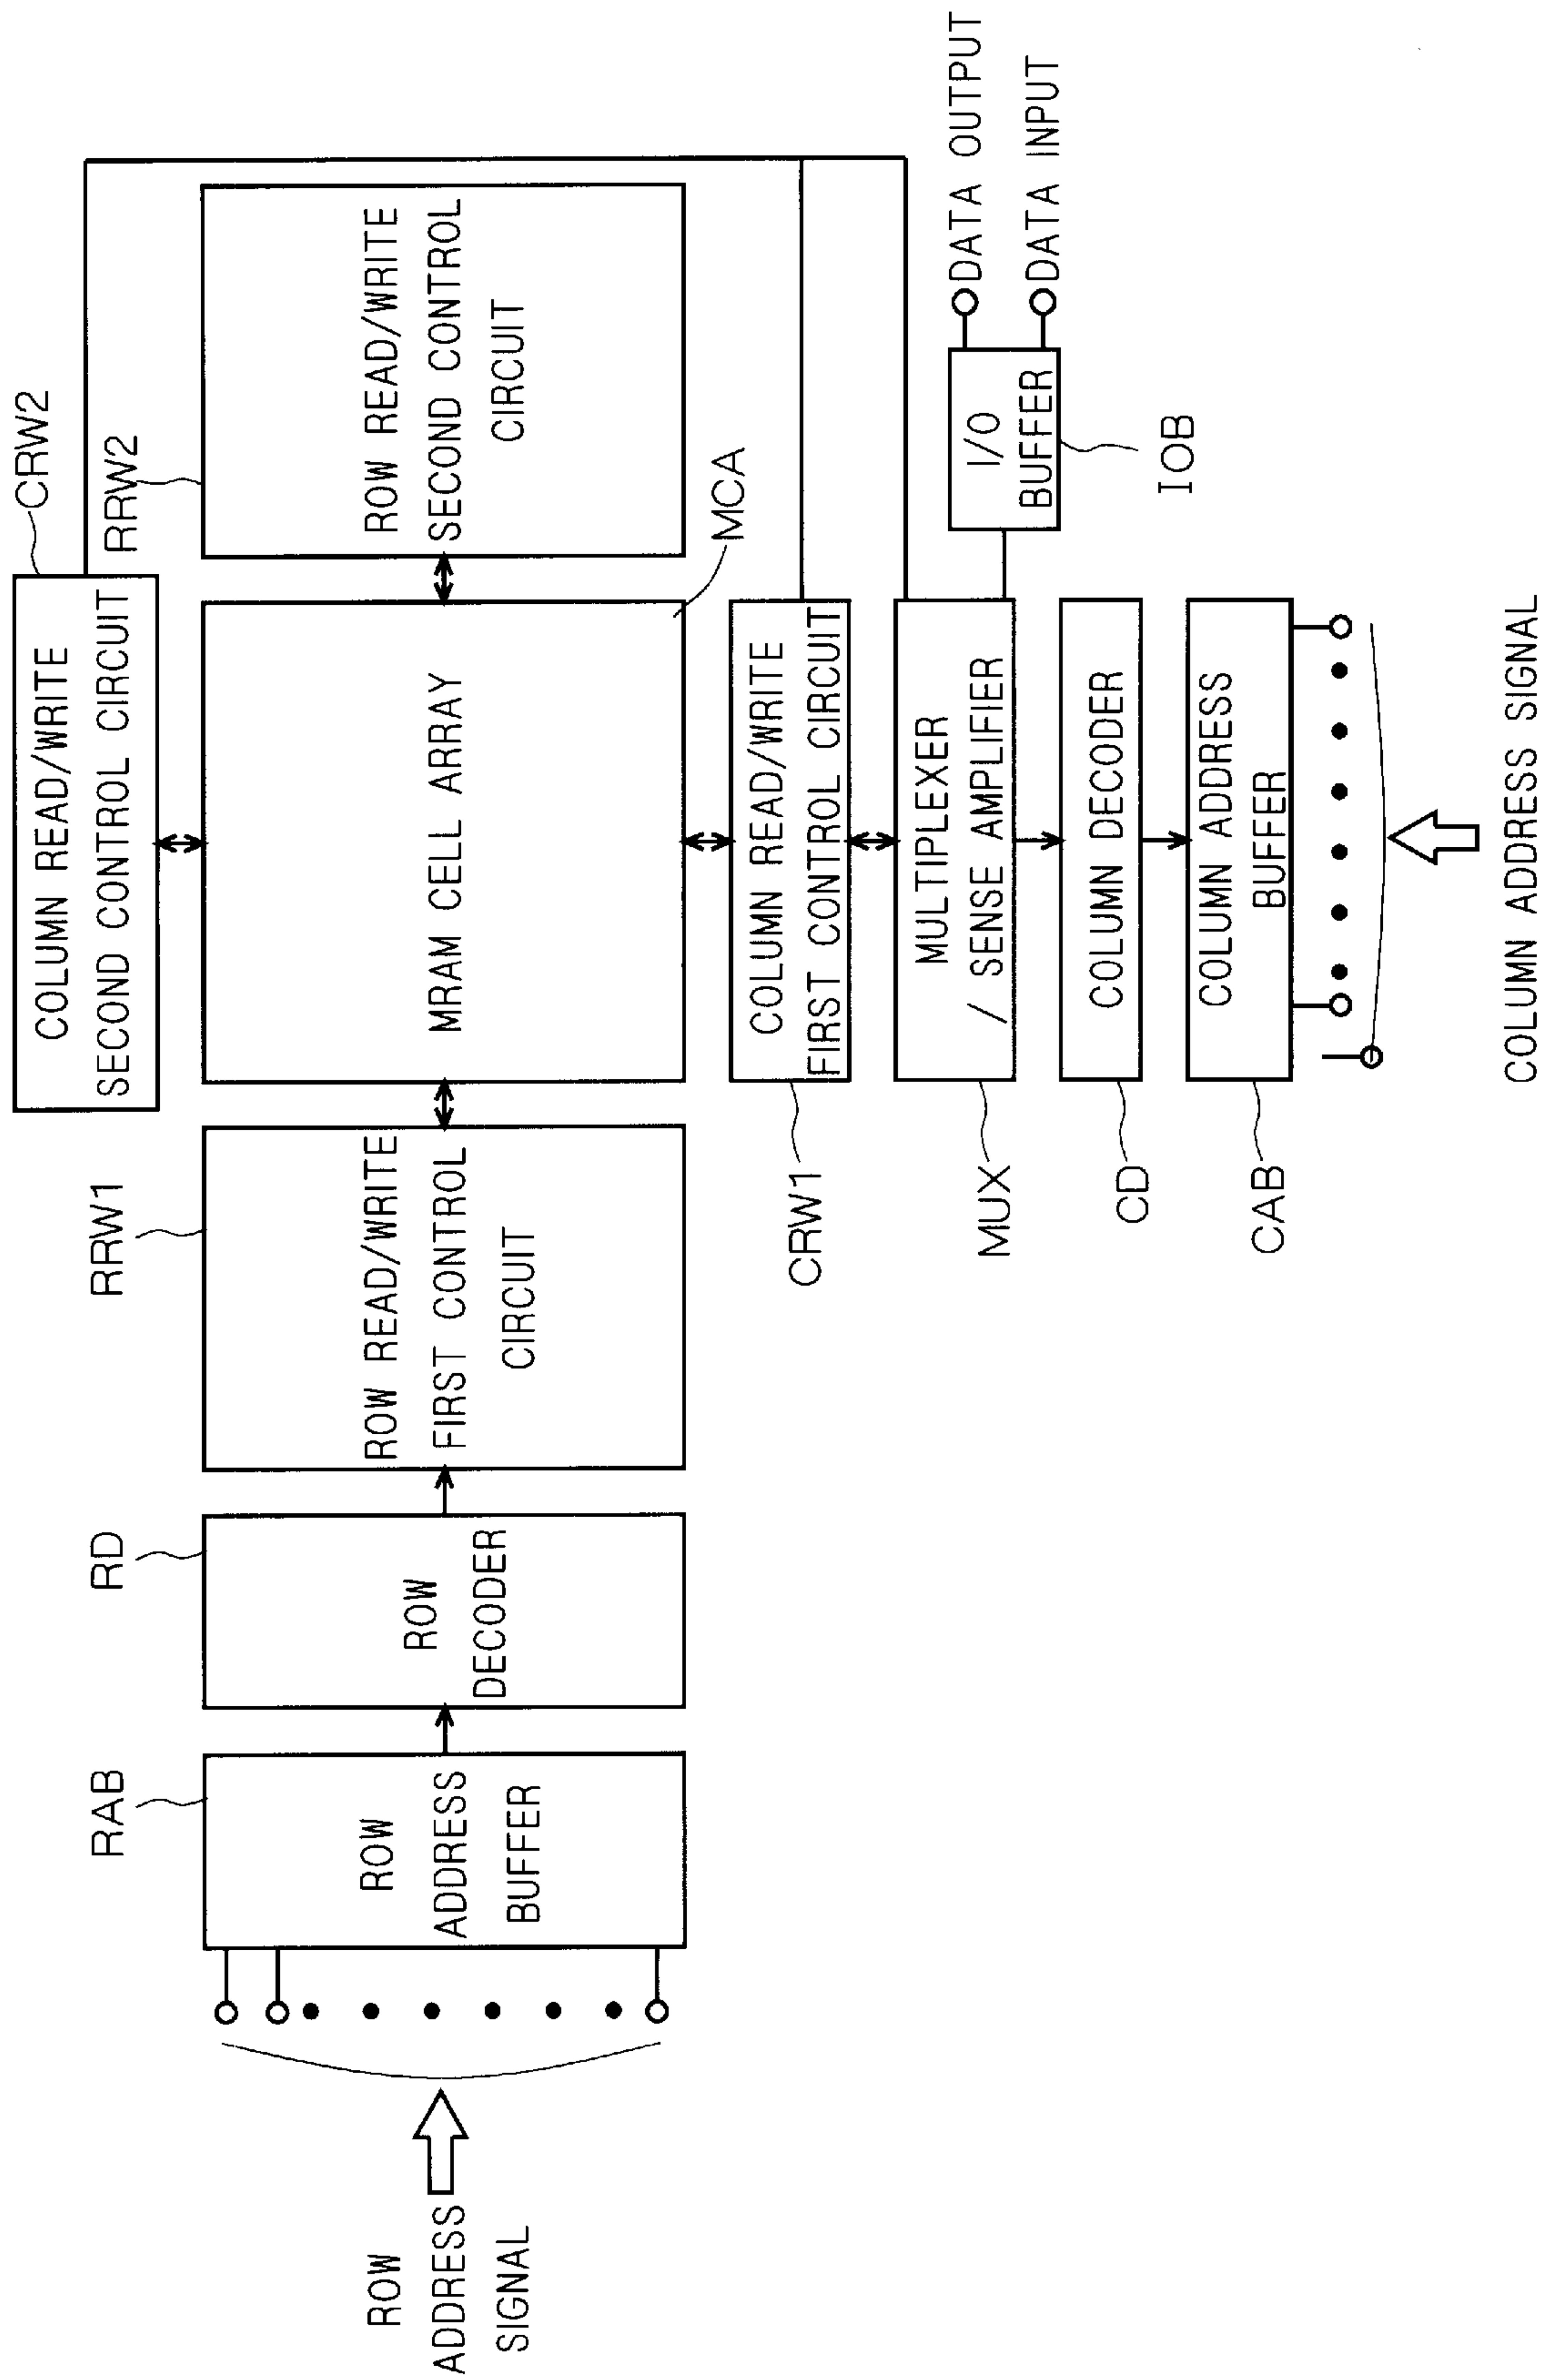 CRW2
COLUMN READ/WRITE
SECOND CONTROL CIRCUIT
RAB
RD
RRW1
RRW2
ROW
ADDRESS
SIGNAL
ROW
ADDRESS
BUFFER
ROW
DECODER
ROW READ/WRITE
FIRST CONTROL
CIRCUIT
MRAM CELL ARRAY
ROW READ/WRITE
SECOND CONTROL
CIRCUIT
MCA
CRW1
COLUMN READ/WRITE
FIRST CONTROL CIRCUIT
MUX
MULTIPLEXER
/ SENSE AMPLIFIER
I/O
BUFFER
DATA OUTPUT
DATA INPUT
IOB
CD
COLUMN DECODER
CAB
COLUMN ADDRESS
BUFFER
COLUMN ADDRESS SIGNAL